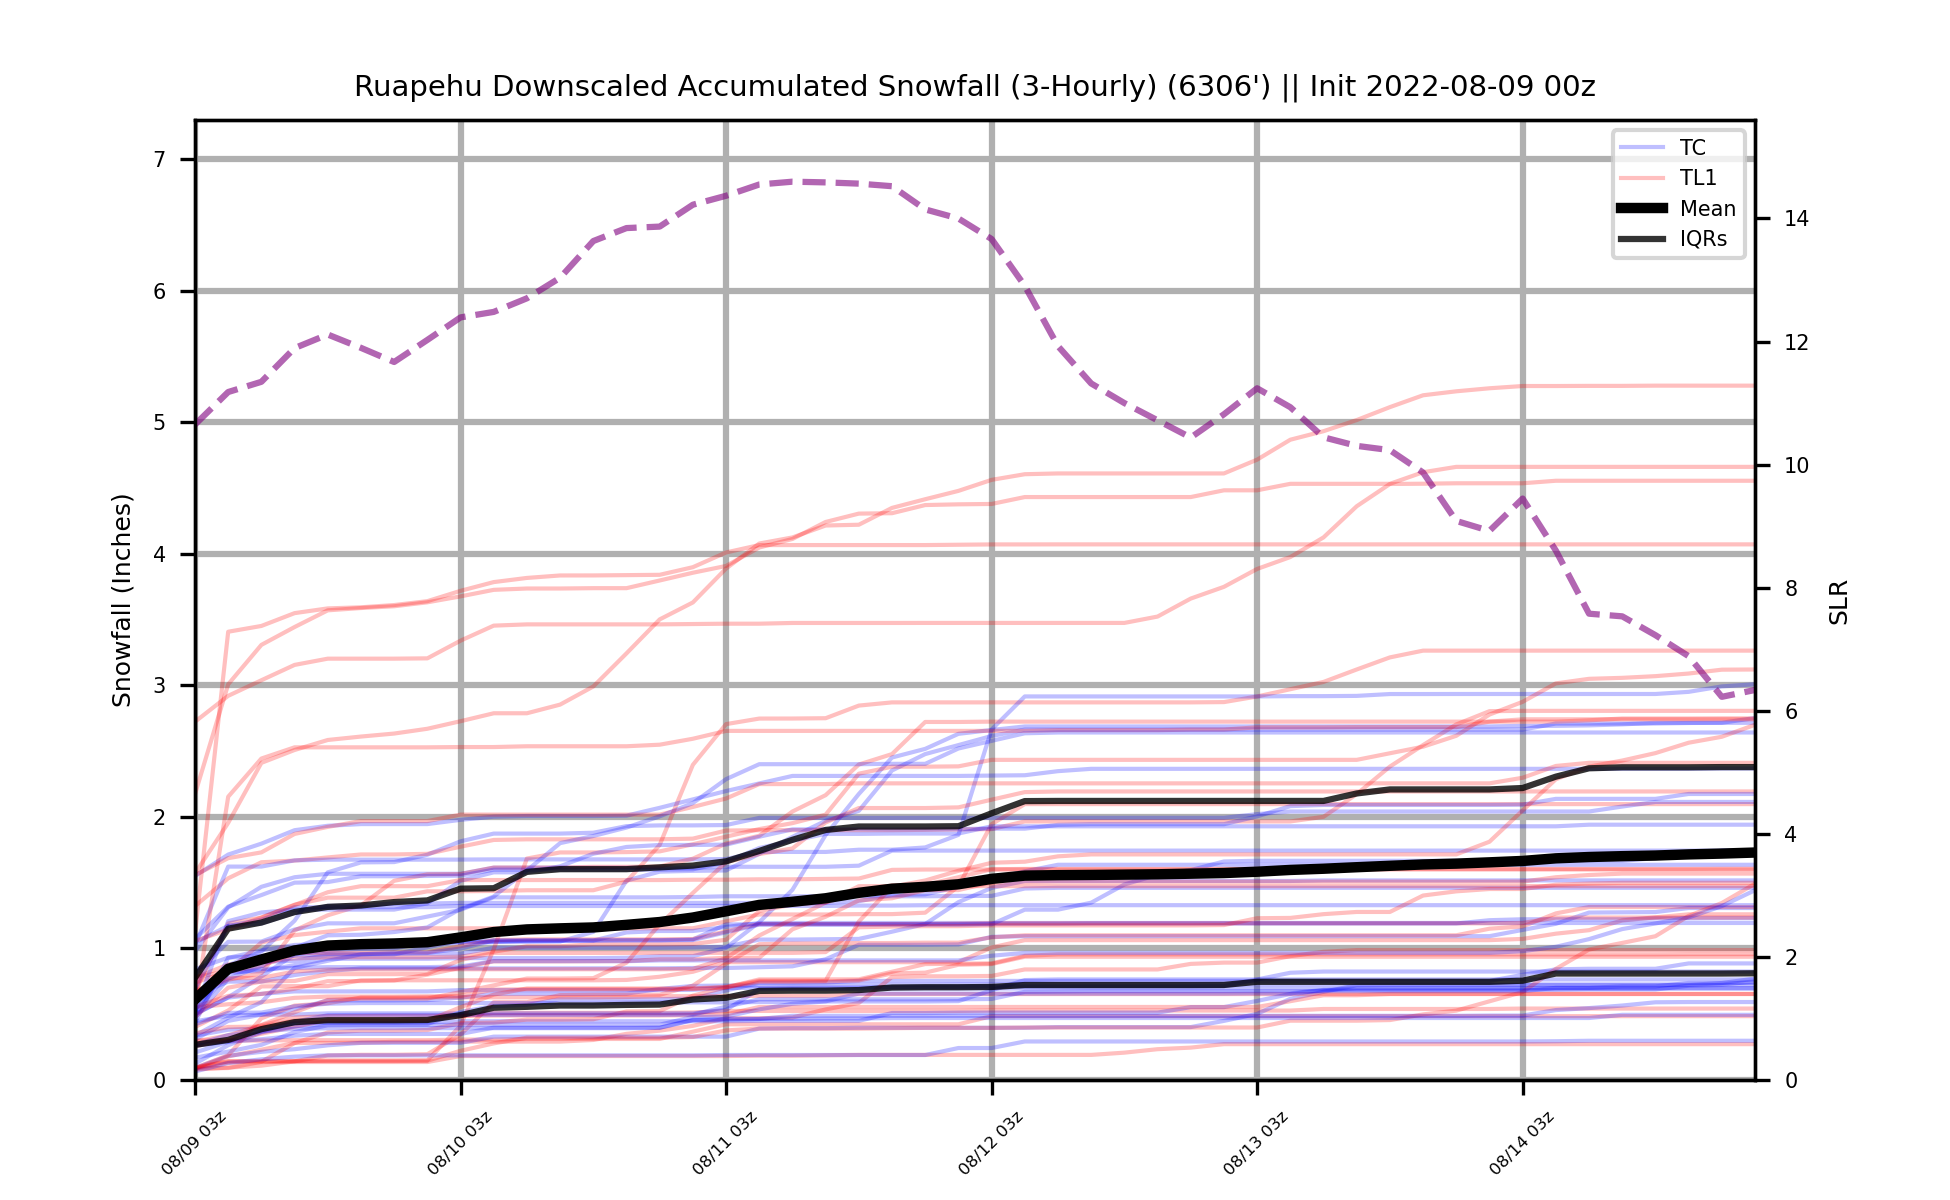 Ruapehu Downscaled Accumulated Snowfall (3-Hourly) (6306') || Init 2022-08-09 00z
TC
TL1
Mean
IQRs
Snowfall (Inches)
7
6
5
4
3
2
1
0
SLR
14
12
10
8
6
4
2
0
08/09 03z
08/10 03z
08/11 03z
08/12 03z
08/13 03z
08/14 03z